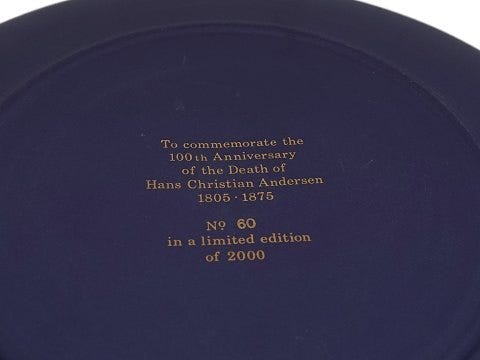 To commemorate the
100th Anniversary
of the Death of
Hans Christian Andersen
1805 · 1875
Nº 60
in a limited edition
of 2000